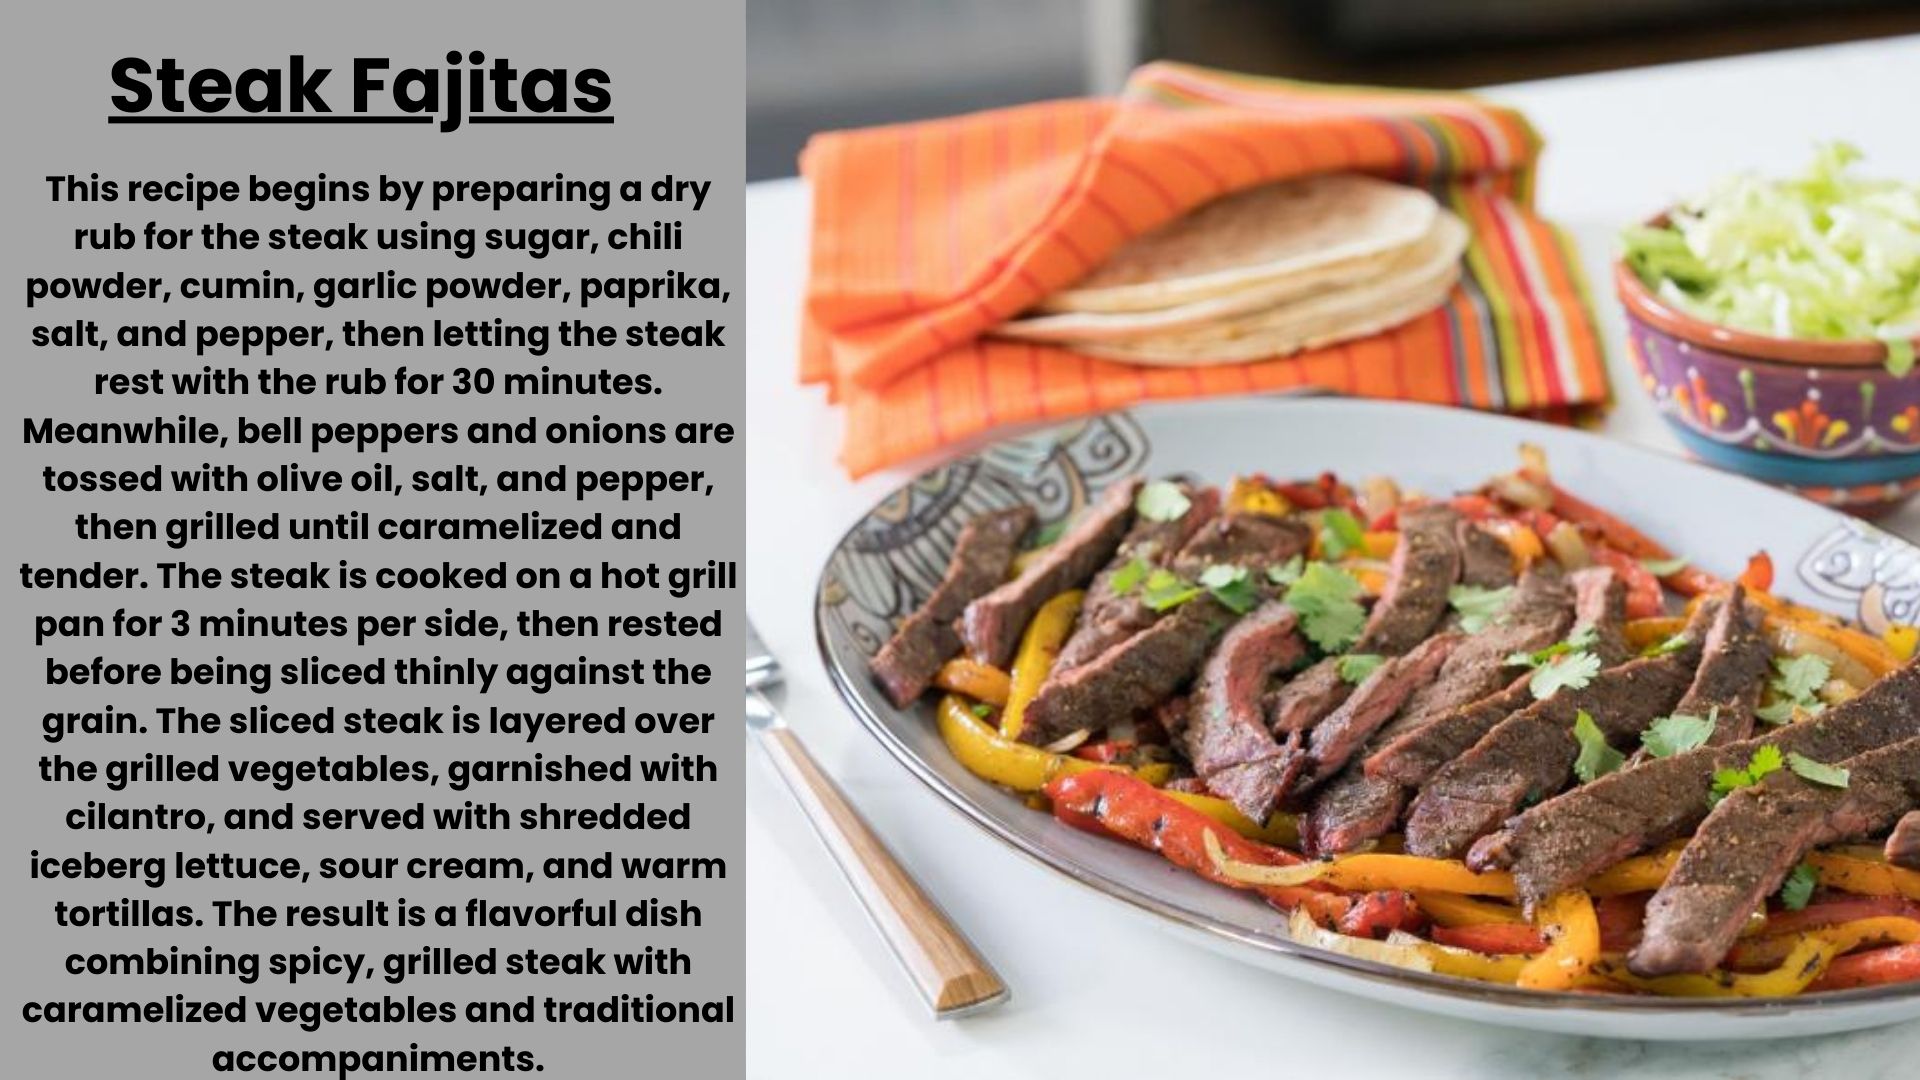 Steak Fajitas
This recipe begins by preparing a dry
rub for the steak using sugar, chili
powder, cumin, garlic powder, paprika,
salt, and pepper, then letting the steak
rest with the rub for 30 minutes.
Meanwhile, bell peppers and onions are
tossed with olive oil, salt, and pepper,
then grilled until caramelized and
tender. The steak is cooked on a hot grill
pan for 3 minutes per side, then rested
before being sliced thinly against the
grain. The sliced steak is layered over
the grilled vegetables, garnished with
cilantro, and served with shredded
iceberg lettuce, sour cream, and warm
tortillas. The result is a flavorful dish
combining spicy, grilled steak with
caramelized vegetables and traditional
accompaniments.